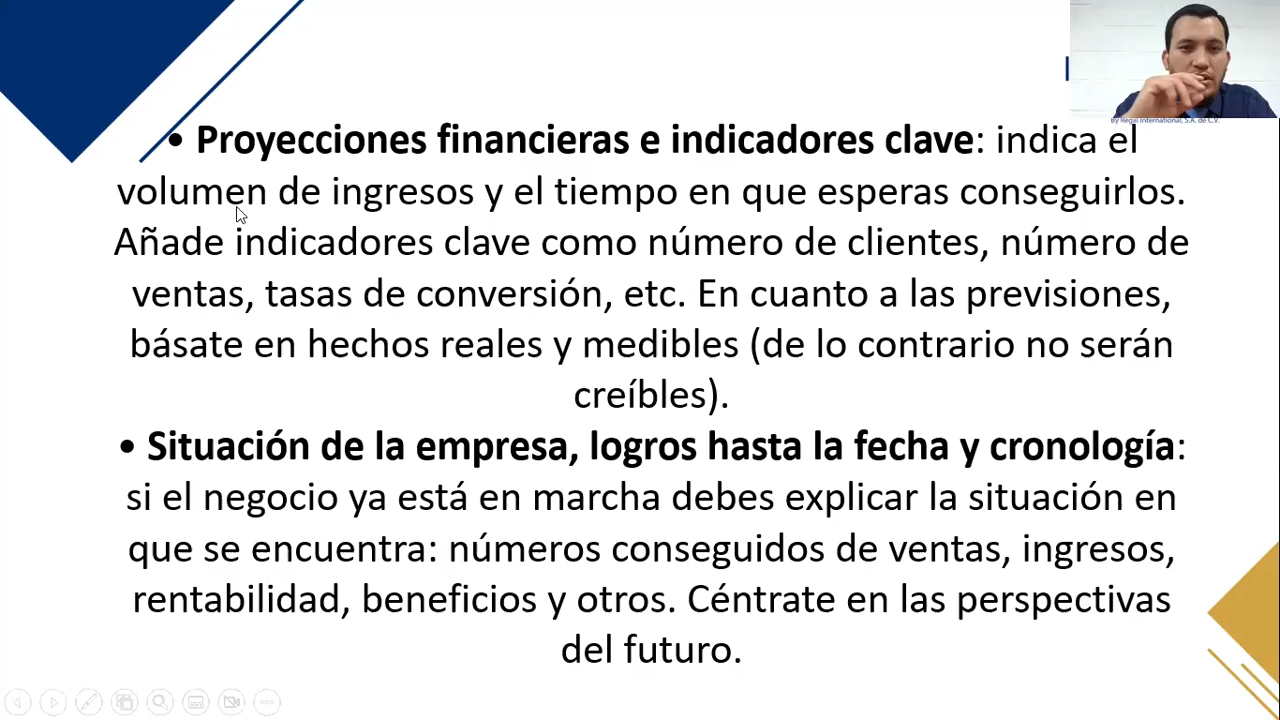 By Regal International, S.A. de C.V.
• Proyecciones financieras e indicadores clave: indica el
volumen de ingresos y el tiempo en que esperas conseguirlos.
Añade indicadores clave como número de clientes, número de
ventas, tasas de conversión, etc. En cuanto a las previsiones,
básate en hechos reales y medibles (de lo contrario no serán
creíbles).
• Situación de la empresa, logros hasta la fecha y cronología:
si el negocio ya está en marcha debes explicar la situación en
que se encuentra: números conseguidos de ventas, ingresos,
rentabilidad, beneficios y otros. Céntrate en las perspectivas
del futuro.